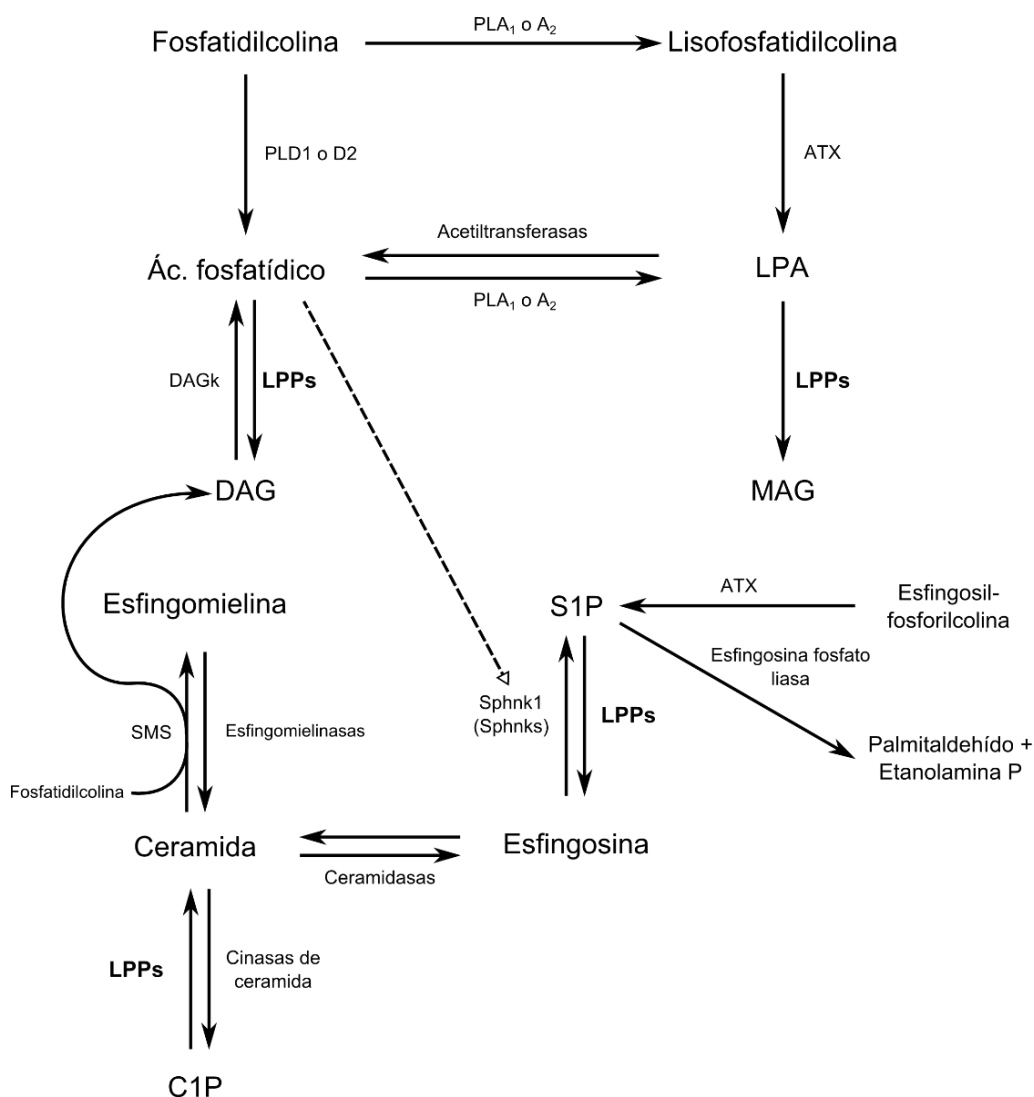 PLA₁ o A₂
Fosfatidilcolina
Lisofosfatidilcolina
PLD1 o D2
ATX
Acetiltransferasas
Ác. fosfatídico
LPA
PLA₁ o A₂
DAGk
LPPs
LPPs
DAG
MAG
ATX
Esfingomielina
S1P
Esfingosil-
fosforilcolina
Esfingosina fosfato
liasa
Sphnk1
(Sphnks)
LPPs
SMS
Esfingomielinasas
Palmitaldehído +
Etanolamina P
Fosfatidilcolina
Ceramida
Esfingosina
Ceramidasas
LPPs
Cinasas de
ceramida
C1P